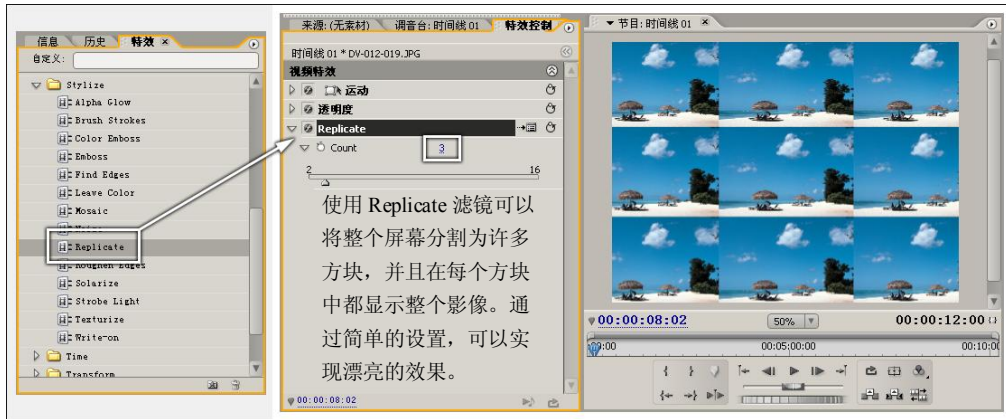 信息 历史 特效 ×
自定义:
Stylize
Alpha Glow
Brush Strokes
Color Emboss
Emboss
Find Edges
Leave Color
Mosaic
Replicate
Roughen Edges
Solarize
Strobe Light
Texturize
Write-on
Time
Transform
来源: (无素材) 调音台: 时间线 01 特效控制
时间线 01 * DV-012-019.JPG
视频特效
运动
透明度
Replicate
Count 3
2 16
使用 Replicate 滤镜可以
将整个屏幕分割为许多
方块，并且在每个方块
中都显示整个影像。通
过简单的设置，可以实
现漂亮的效果。
00:00:08:02
节目: 时间线 01 ×
00:00:08:02 50% 00:00:12:00
:00 00:05:00:00 00:10:00